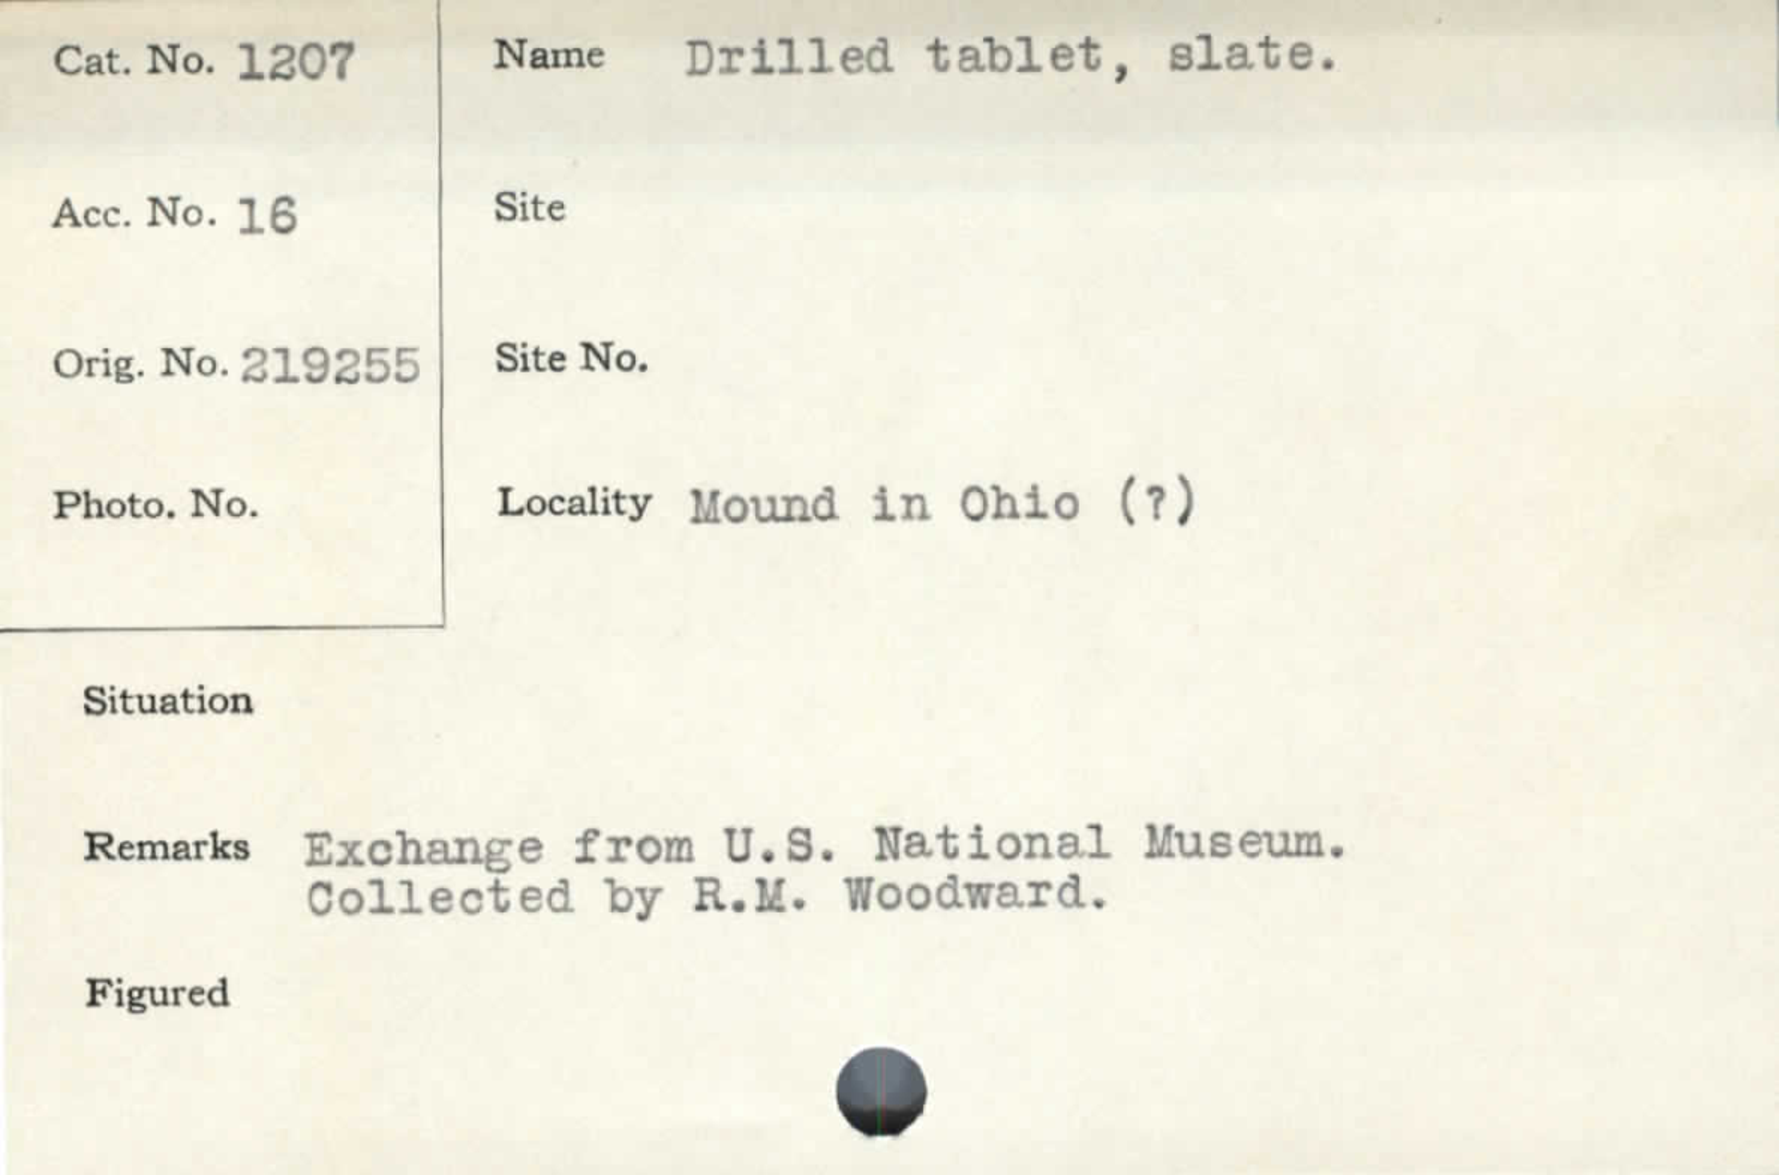 Cat. No. 1207
Name Drilled tablet, slate.
Acc. No. 16
Site
Orig. No. 219255
Site No.
Photo. No.
Locality Mound in Ohio (?)
Situation
Remarks Exchange from U.S. National Museum.
Collected by R.M. Woodward.
Figured